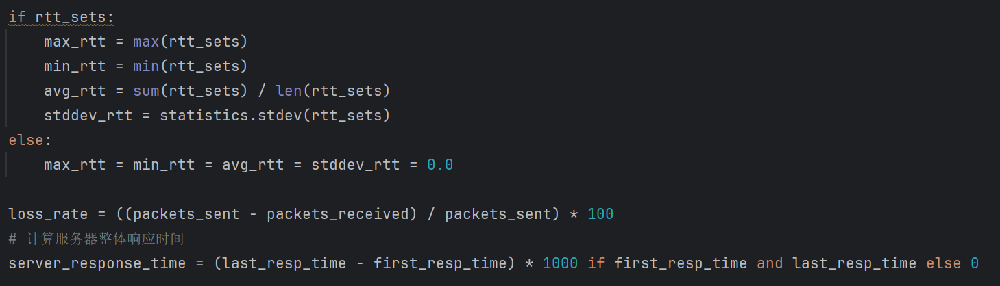 if rtt_sets:
    max_rtt = max(rtt_sets)
    min_rtt = min(rtt_sets)
    avg_rtt = sum(rtt_sets) / len(rtt_sets)
    stddev_rtt = statistics.stdev(rtt_sets)
else:
    max_rtt = min_rtt = avg_rtt = stddev_rtt = 0.0
loss_rate = ((packets_sent - packets_received) / packets_sent) * 100
# 计算服务器整体响应时间
server_response_time = (last_resp_time - first_resp_time) * 1000 if first_resp_time and last_resp_time else 0